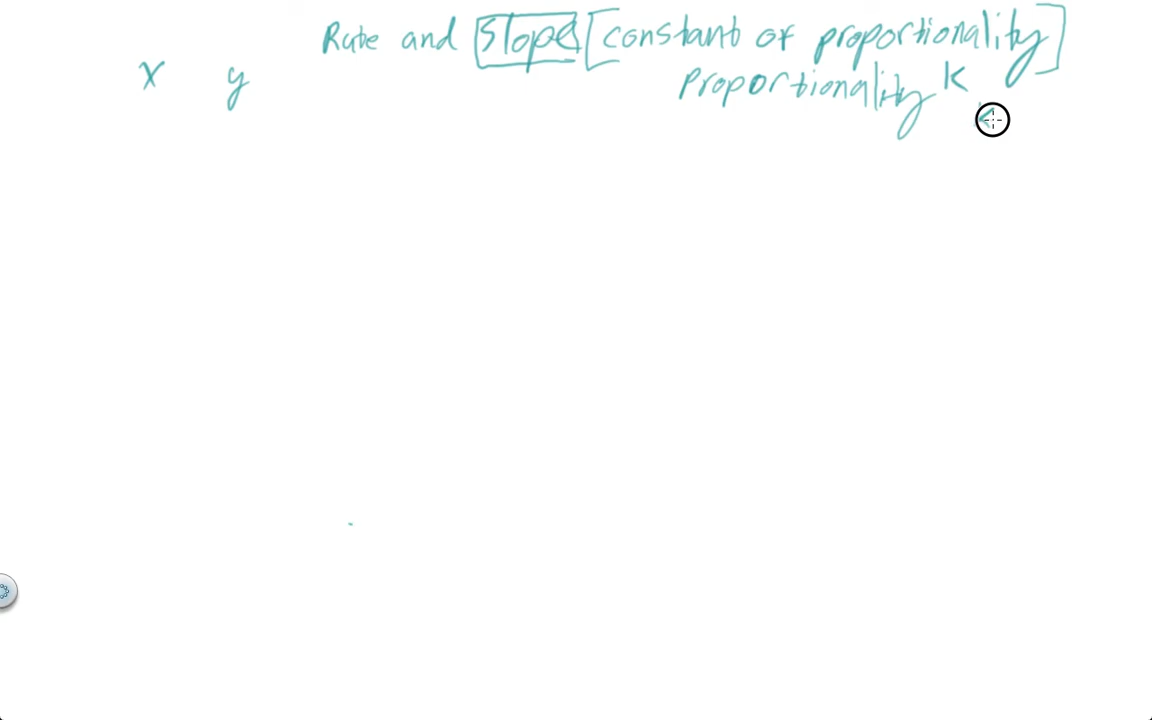 Rate and Slope [constant of proportionality]
x y
Proportionality K